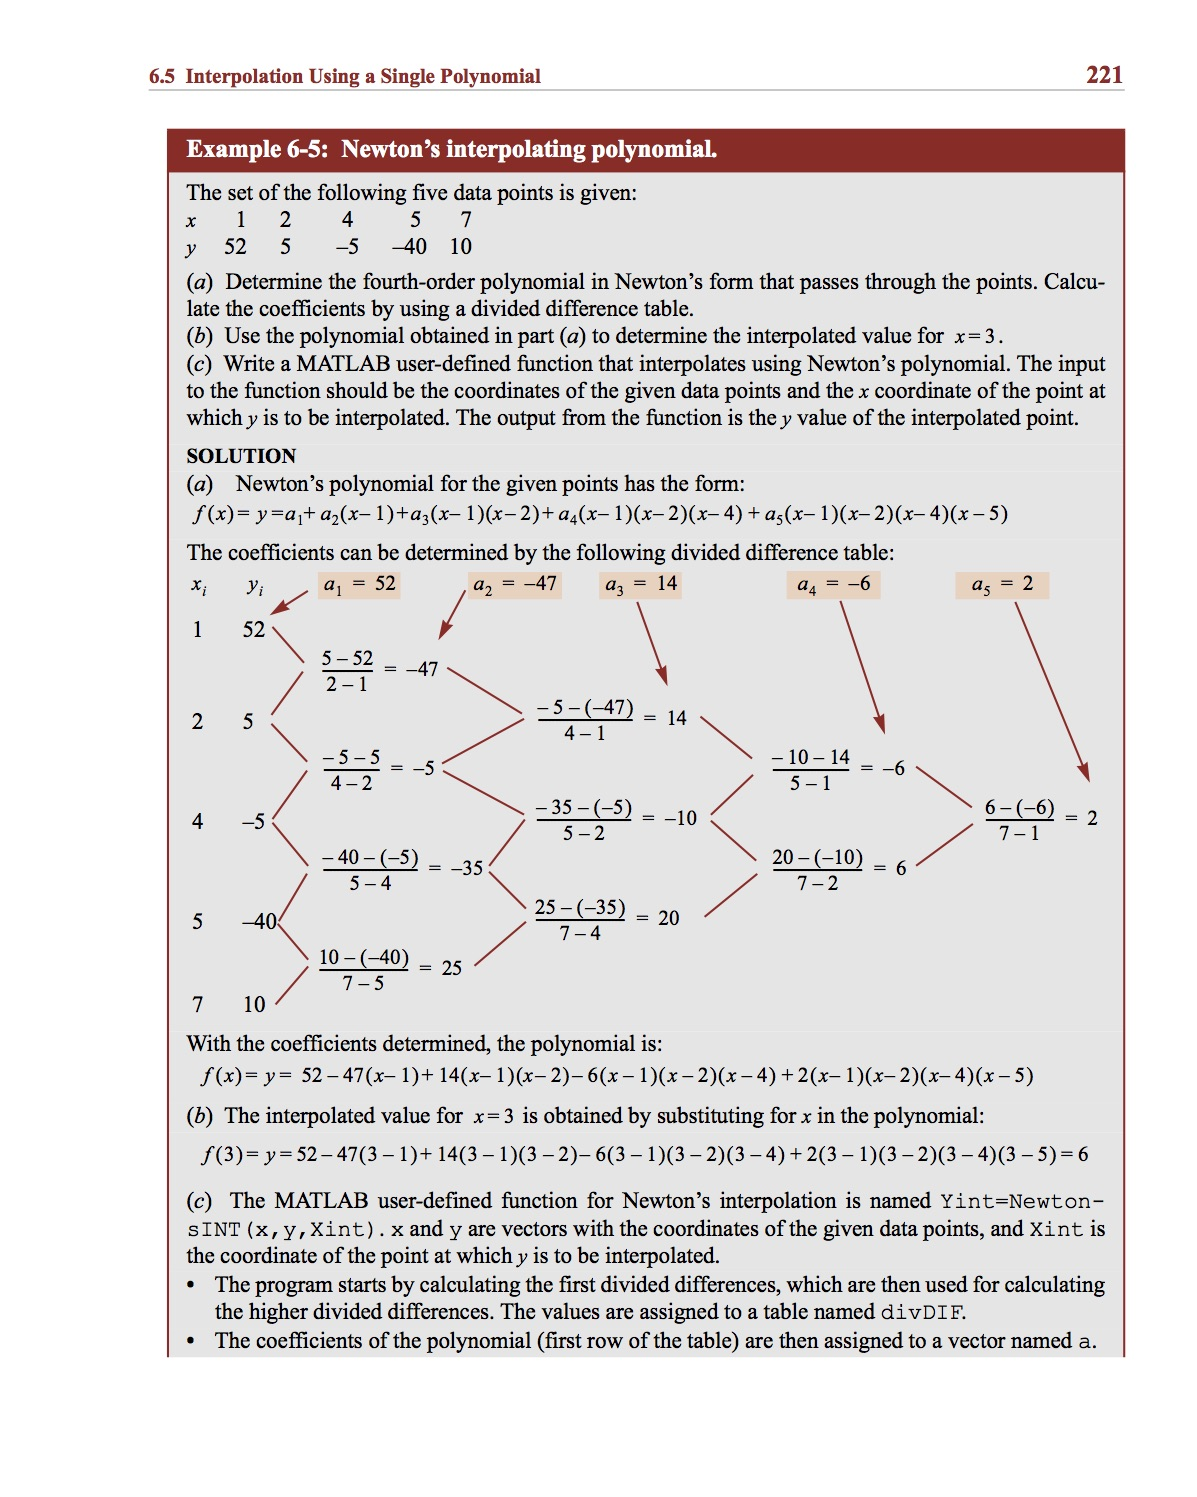 6.5 Interpolation Using a Single Polynomial 221
Example 6-5: Newton’s interpolating polynomial.
The set of the following five data points is given:
x 1 2 4 5 7
y 52 5 –5 –40 10
(a) Determine the fourth-order polynomial in Newton’s form that passes through the points. Calcu-
late the coefficients by using a divided difference table.
(b) Use the polynomial obtained in part (a) to determine the interpolated value for x=3.
(c) Write a MATLAB user-defined function that interpolates using Newton’s polynomial. The input
to the function should be the coordinates of the given data points and the x coordinate of the point at
which y is to be interpolated. The output from the function is the y value of the interpolated point.
SOLUTION
(a) Newton’s polynomial for the given points has the form:
f(x)= y=a₁+ a₂(x–1)+a₃(x–1)(x–2)+a₄(x–1)(x–2)(x–4)+a₅(x–1)(x–2)(x–4)(x–5)
The coefficients can be determined by the following divided difference table:
xᵢ yᵢ a₁ = 52 a₂ = –47 a₃ = 14 a₄ = –6 a₅ = 2
1 52
5 – 52
2 – 1
= –47
2 5
–5 – (–47)
4 – 1
= 14
–5 – 5
4 – 2
= –5
–10 – 14
5 – 1
= –6
4 –5
–35 – (–5)
5 – 2
= –10
6 – (–6)
7 – 1
= 2
–40 – (–5)
5 – 4
= –35
20 – (–10)
7 – 2
= 6
5 –40
25 – (–35)
7 – 4
= 20
10 – (–40)
7 – 5
= 25
7 10
With the coefficients determined, the polynomial is:
f(x)= y= 52–47(x–1)+14(x–1)(x–2)–6(x–1)(x–2)(x–4)+2(x–1)(x–2)(x–4)(x–5)
(b) The interpolated value for x=3 is obtained by substituting for x in the polynomial:
f(3)= y=52–47(3–1)+14(3–1)(3–2)–6(3–1)(3–2)(3–4)+2(3–1)(3–2)(3–4)(3–5)=6
(c) The MATLAB user-defined function for Newton’s interpolation is named Yint=Newton-
sINT(x,y,Xint). x and y are vectors with the coordinates of the given data points, and Xint is
the coordinate of the point at which y is to be interpolated.
• The program starts by calculating the first divided differences, which are then used for calculating
the higher divided differences. The values are assigned to a table named divDIF.
• The coefficients of the polynomial (first row of the table) are then assigned to a vector named a.